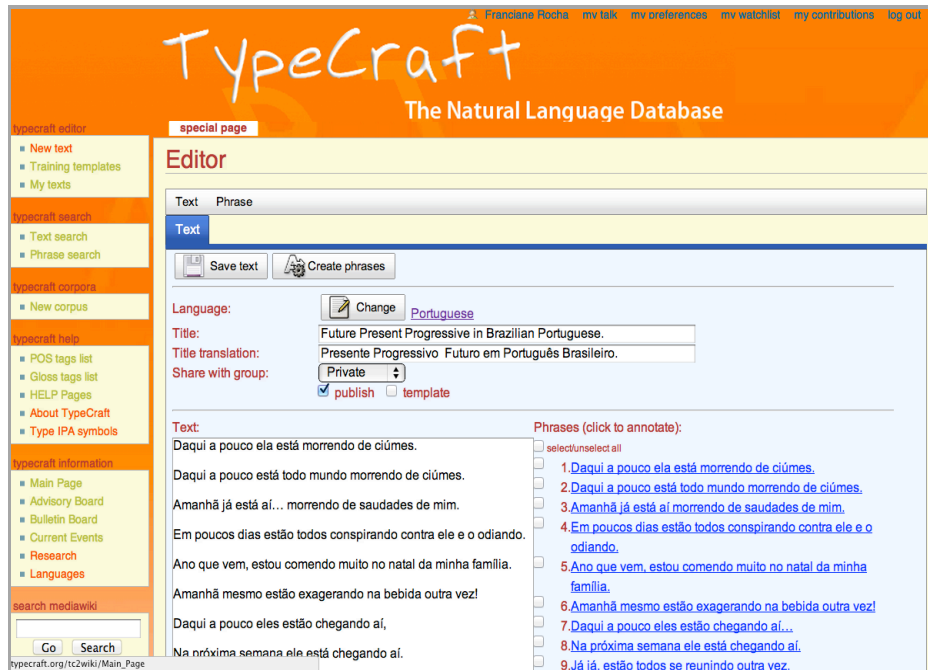 Franciane Rocha my talk my preferences my watchlist my contributions log out
TypeCraft
The Natural Language Database
typecraft editor
New text
Training templates
My texts
typecraft search
Text search
Phrase search
typecraft corpora
New corpus
typecraft help
POS tags list
Gloss tags list
HELP Pages
About TypeCraft
Type IPA symbols
typecraft information
Main Page
Advisory Board
Bulletin Board
Current Events
Research
Languages
search mediawiki
Go Search
typecraft.org/tc2wiki/Main_Page
special page
Editor
Text Phrase
Text
Save text Create phrases
Language: Change Portuguese
Title: Future Present Progressive in Brazilian Portuguese.
Title translation: Presente Progressivo Futuro em Português Brasileiro.
Share with group: Private
publish template
Text:
Daqui a pouco ela está morrendo de ciúmes.
Daqui a pouco está todo mundo morrendo de ciúmes.
Amanhã já está aí… morrendo de saudades de mim.
Em poucos dias estão todos conspirando contra ele e o odiando.
Ano que vem, estou comendo muito no natal da minha família.
Amanhã mesmo estão exagerando na bebida outra vez!
Daqui a pouco eles estão chegando aí,
Na próxima semana ele está chegando aí.
Phrases (click to annotate):
select/unselect all
1.Daqui a pouco ela está morrendo de ciúmes.
2.Daqui a pouco está todo mundo morrendo de ciúmes.
3.Amanhã já está aí morrendo de saudades de mim.
4.Em poucos dias estão todos conspirando contra ele e o
odiando.
5.Ano que vem, estou comendo muito no natal da minha
família.
6.Amanhã mesmo estão exagerando na bebida outra vez!
7.Daqui a pouco eles estão chegando aí…
8.Na próxima semana ele está chegando aí.
9.Já já, estão todos se reunindo outra vez.